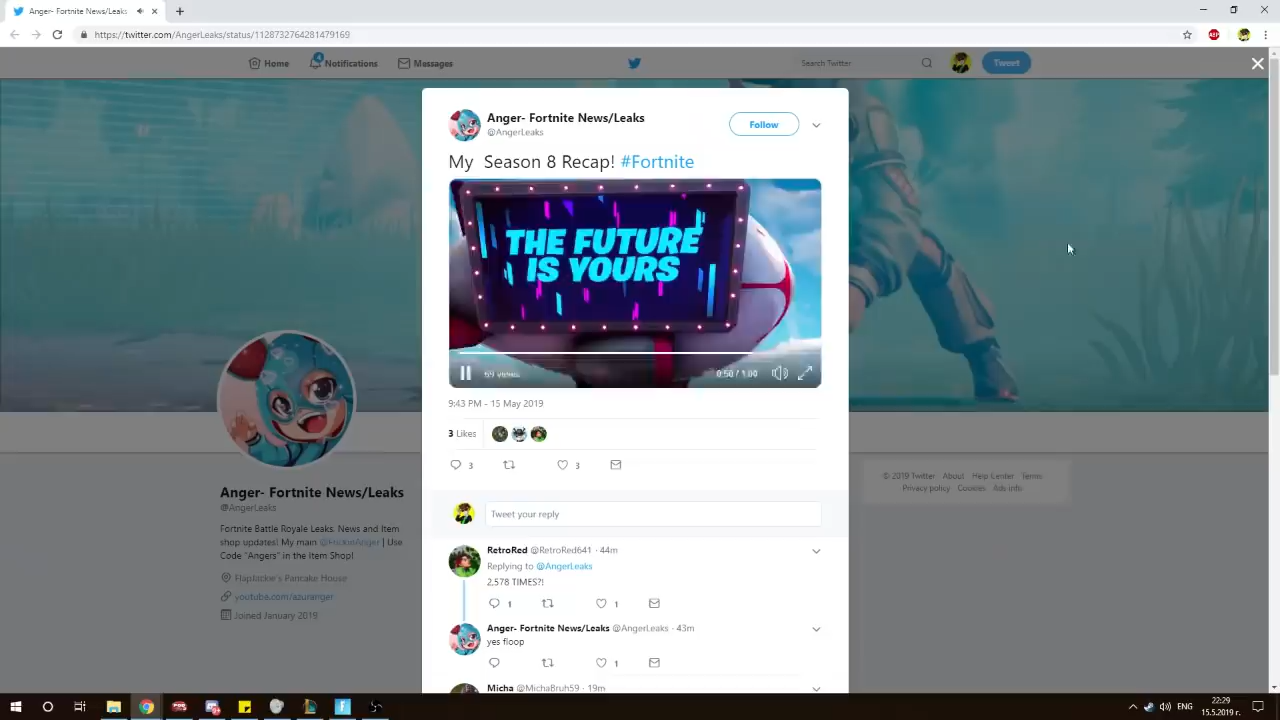 Anger- Fortnite News/Leaks
https://twitter.com/AngerLeaks/status/1128732764281479169
Home
4
Notifications
Messages
Search Twitter
Tweet
Anger- Fortnite News/Leaks
@AngerLeaks
Follow
My Season 8 Recap! #Fortnite
THE FUTURE
IS YOURS
0:50 / 1:00
9:43 PM - 15 May 2019
3 Likes
3
3
Tweet your reply
RetroRed @RetroRed641 · 44m
Replying to @AngerLeaks
2,578 TIMES?!
1
1
Anger- Fortnite News/Leaks @AngerLeaks · 43m
yes floop
1
Micha @MichaBruh59 · 19m
Anger- Fortnite News/Leaks
@AngerLeaks
Fortnite Battle Royale Leaks, News and Item
shop updates! My main | Use
Code "Angers" in the Item Shop!
FlapJackie's Pancake House
youtube.com/azuranger
Joined January 2019
© 2019 Twitter About Help Center Terms
Privacy policy Cookies Ads info
ABP
ENG
22:29
15.5.2019 г.